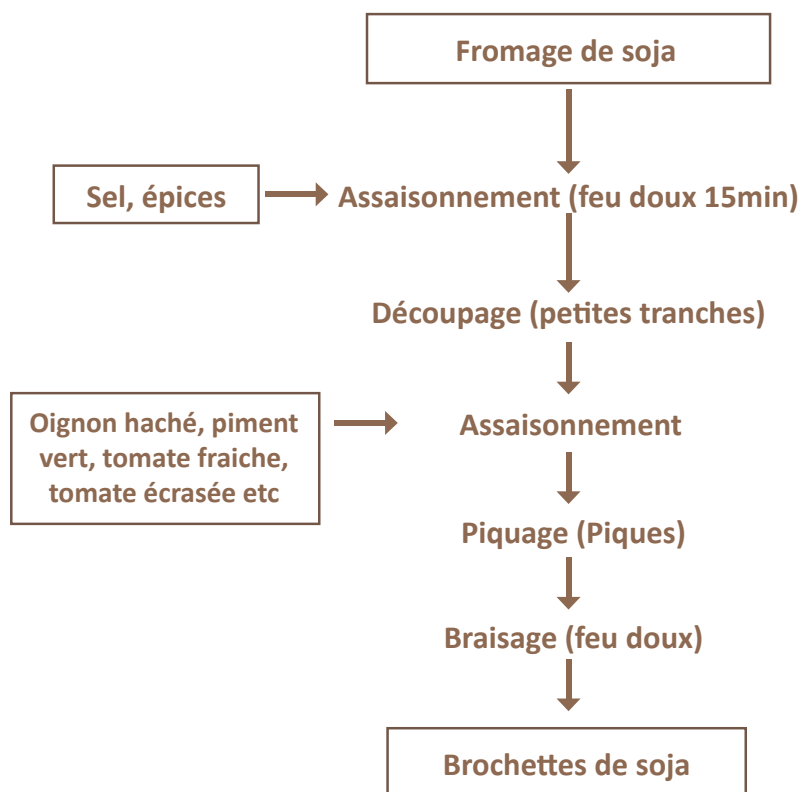 Fromage de soja
Sel, épices
Assaisonnement (feu doux 15min)
Découpage (petites tranches)
Oignon haché, piment
vert, tomate fraiche,
tomate écrasée etc
Assaisonnement
Piquage (Piques)
Braisage (feu doux)
Brochettes de soja